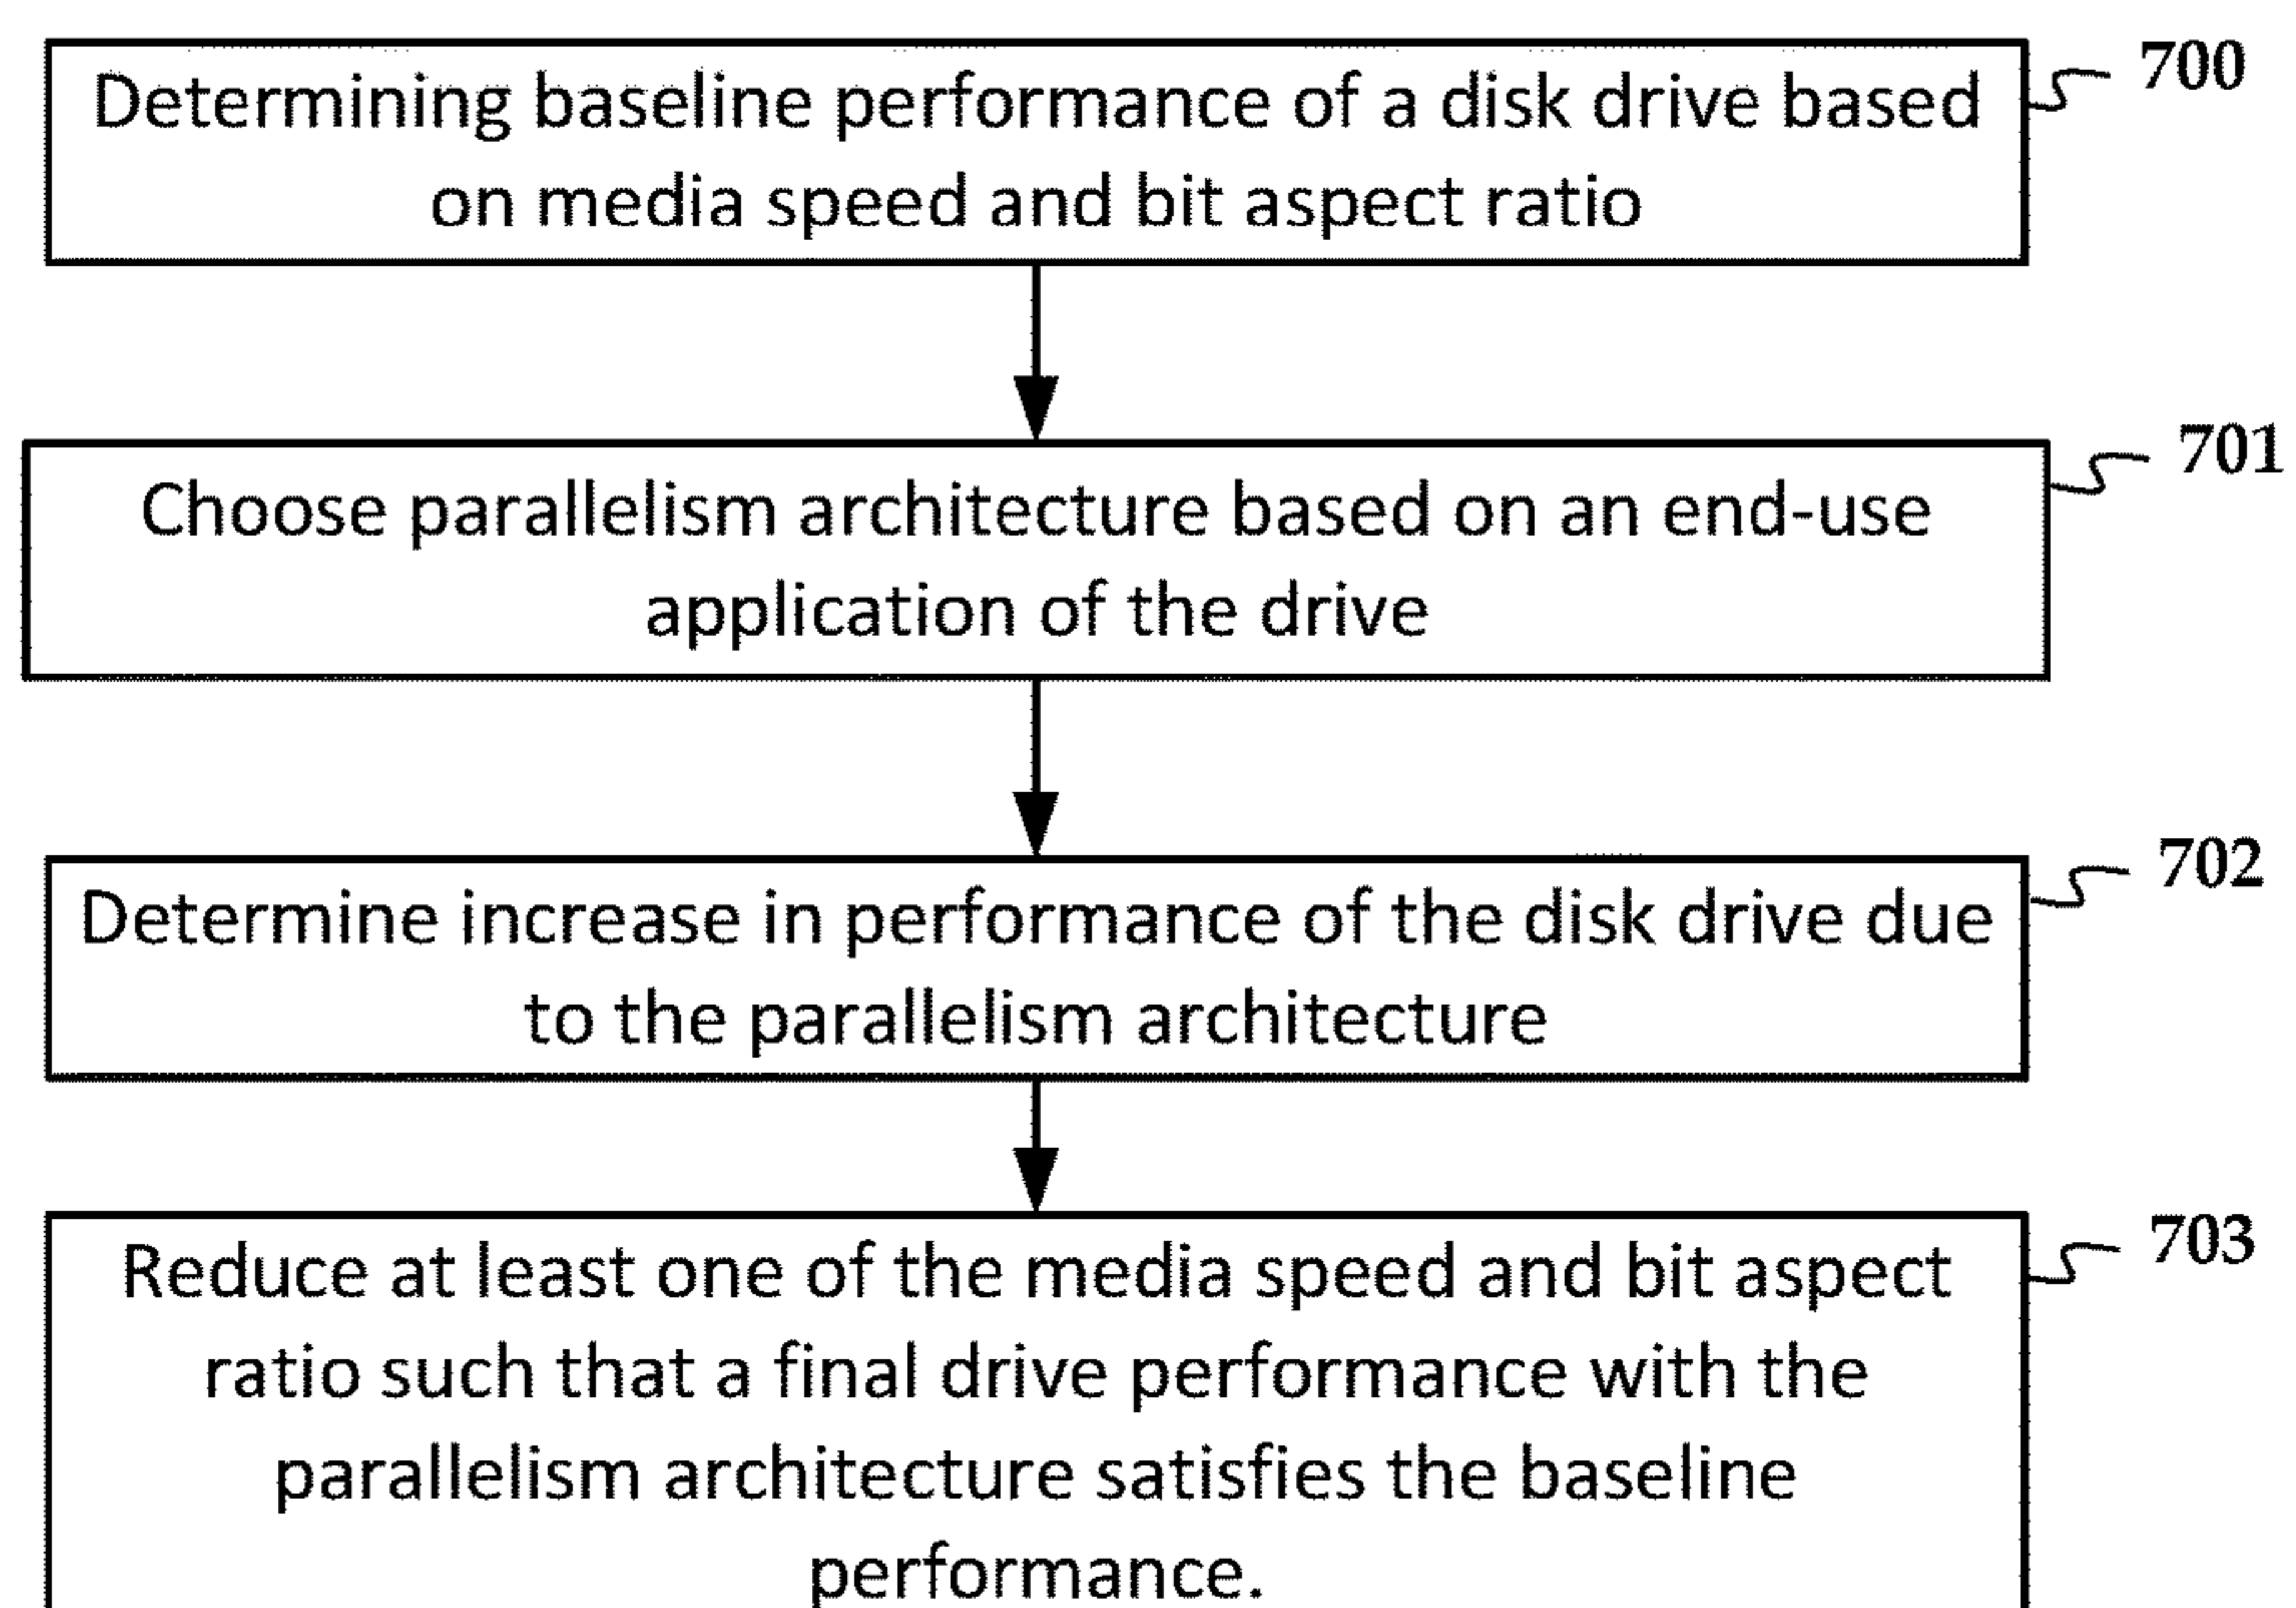 Determining baseline performance of a disk drive based
on media speed and bit aspect ratio
700
Choose parallelism architecture based on an end-use
application of the drive
701
Determine increase in performance of the disk drive due
to the parallelism architecture
702
Reduce at least one of the media speed and bit aspect
ratio such that a final drive performance with the
parallelism architecture satisfies the baseline
performance.
703